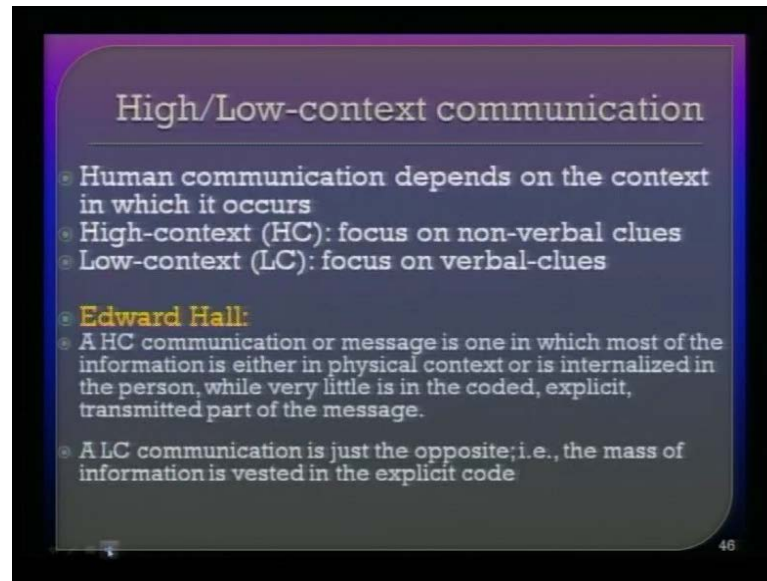 High/Low-context communication
Human communication depends on the context
in which it occurs
High-context (HC): focus on non-verbal clues
Low-context (LC): focus on verbal-clues
Edward Hall:
A HC communication or message is one in which most of the
information is either in physical context or is internalized in
the person, while very little is in the coded, explicit,
transmitted part of the message.
A LC communication is just the opposite; i.e., the mass of
information is vested in the explicit code
46